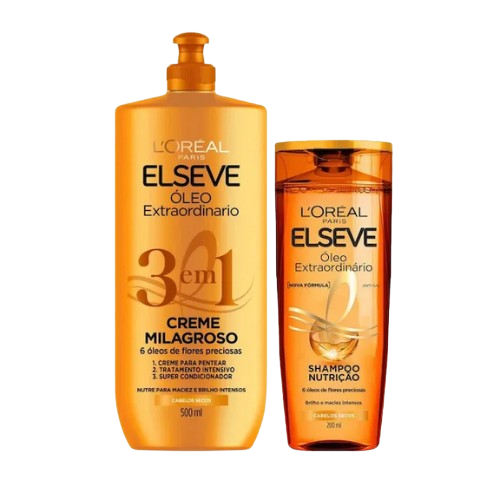 L'ORÉAL
PARIS
ELSEVE
ÓLEO
Extraordinario
3 em 1
CREME
MILAGROSO
6 óleos de flores preciosas
1. CREME PARA PENTEAR
2. TRATAMENTO INTENSIVO
3. SUPER CONDICIONADOR
NUTRE PARA MACIEZ E BRILHO INTENSOS
CABELOS SECOS
500 ml
L'ORÉAL
PARIS
ELSEVE
Óleo
Extraordinário
NOVA FÓRMULA
SHAMPOO
NUTRIÇÃO
6 óleos de flores preciosas
Brilho e maciez intensos
CABELOS SECOS
200 ml